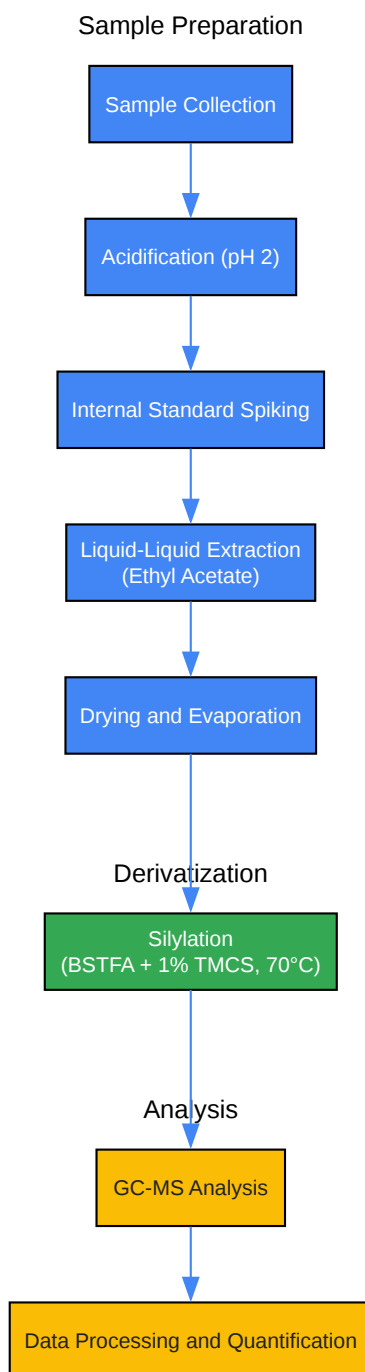 Sample Preparation
Sample Collection
Acidification (pH 2)
Internal Standard Spiking
Liquid-Liquid Extraction
(Ethyl Acetate)
Drying and Evaporation
Derivatization
Silylation
(BSTFA + 1% TMCS, 70°C)
Analysis
GC-MS Analysis
Data Processing and Quantification